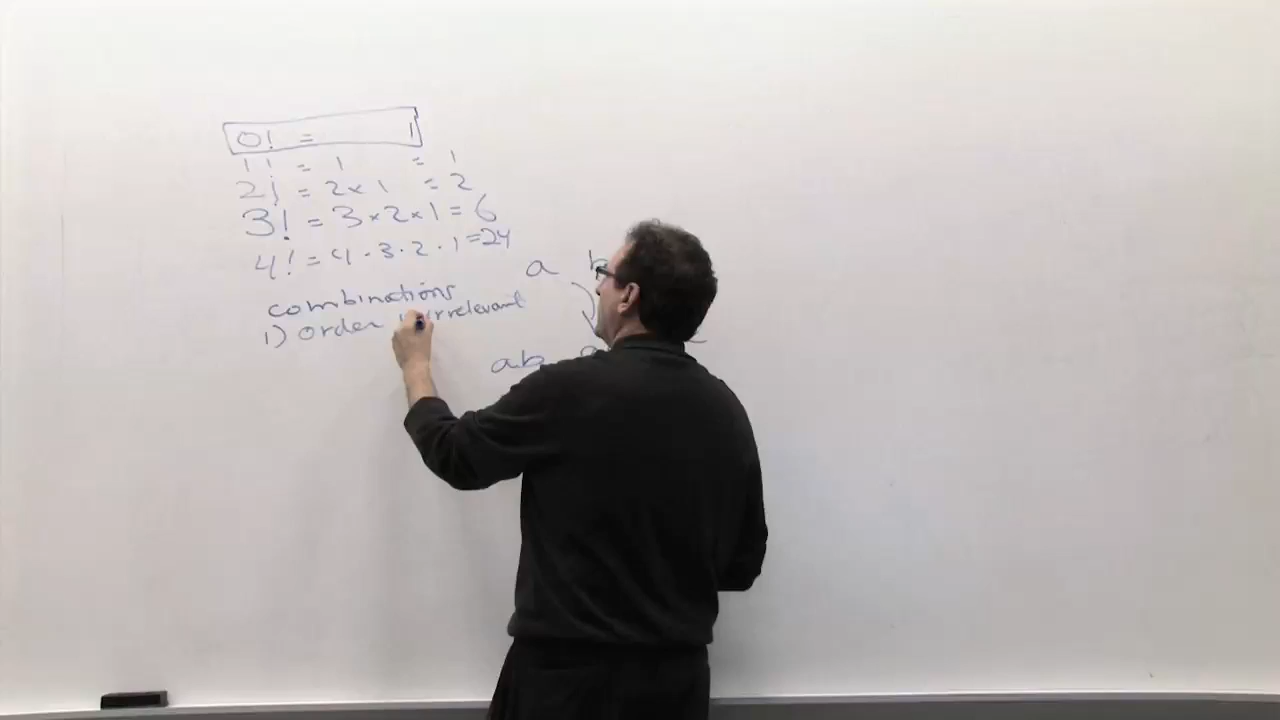 0! = 1
1! = 1 = 1
2! = 2 × 1 = 2
3! = 3 × 2 × 1 = 6
4! = 4 · 3 · 2 · 1 = 24
a b
combinations
1) order irrelevant
ab a